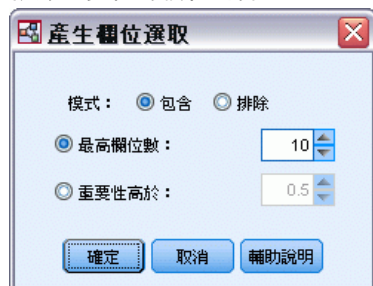 產生欄位選取
模式： 包含 排除
最高欄位數： 10
重要性高於： 0.5
確定 取消 輔助說明